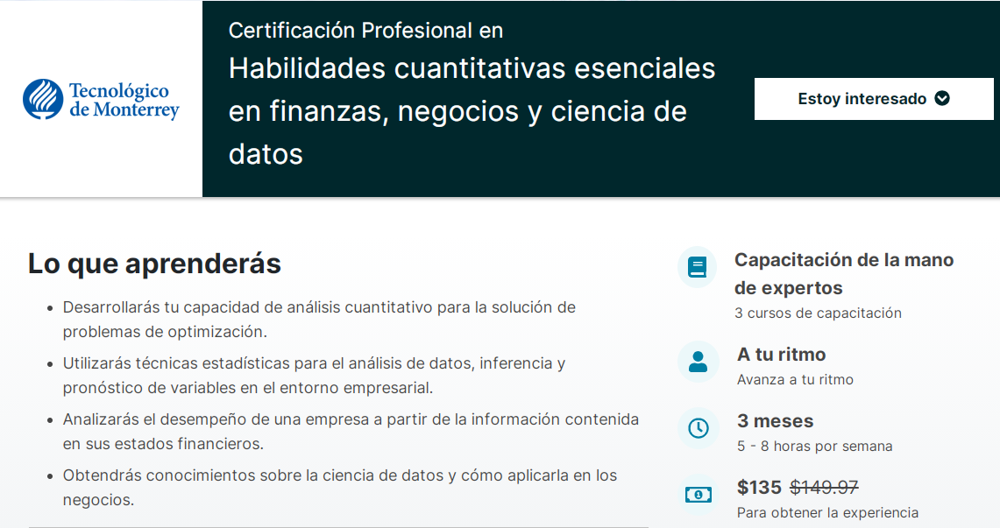 Tecnológico
de Monterrey
Certificación Profesional en
Habilidades cuantitativas esenciales
en finanzas, negocios y ciencia de
datos
Estoy interesado
Lo que aprenderás
Desarrollarás tu capacidad de análisis cuantitativo para la solución de
problemas de optimización.
Utilizarás técnicas estadísticas para el análisis de datos, inferencia y
pronóstico de variables en el entorno empresarial.
Analizarás el desempeño de una empresa a partir de la información contenida
en sus estados financieros.
Obtendrás conocimientos sobre la ciencia de datos y cómo aplicarla en los
negocios.
Capacitación de la mano
de expertos
3 cursos de capacitación
A tu ritmo
Avanza a tu ritmo
3 meses
5 - 8 horas por semana
$135 $149.97
Para obtener la experiencia